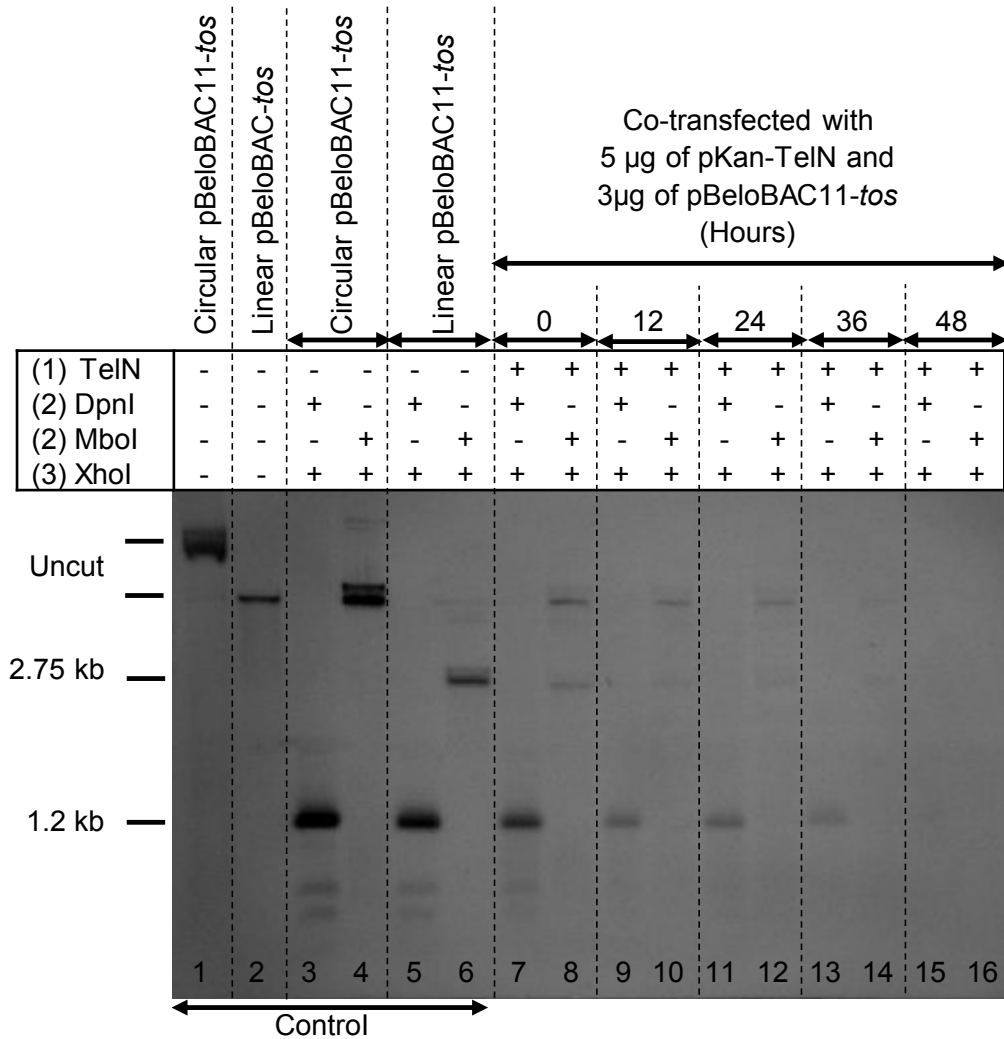 Circular pBeloBAC11-tos
Linear pBeloBAC-tos
Circular pBeloBAC11-tos
Linear pBeloBAC11-tos
Co-transfected with
5 µg of pKan-TelN and
3µg of pBeloBAC11-tos
(Hours)
0 12 24 36 48
(1) TelN - - - - - - + + + + + + + + + +
(2) DpnI - - + - + - + - + - + - + - + -
(2) MboI - - - + - + - + - + - + - + - +
(3) XhoI - - + + + + + + + + + + + + + +
Uncut
2.75 kb
1.2 kb
1 2 3 4 5 6 7 8 9 10 11 12 13 14 15 16
Control